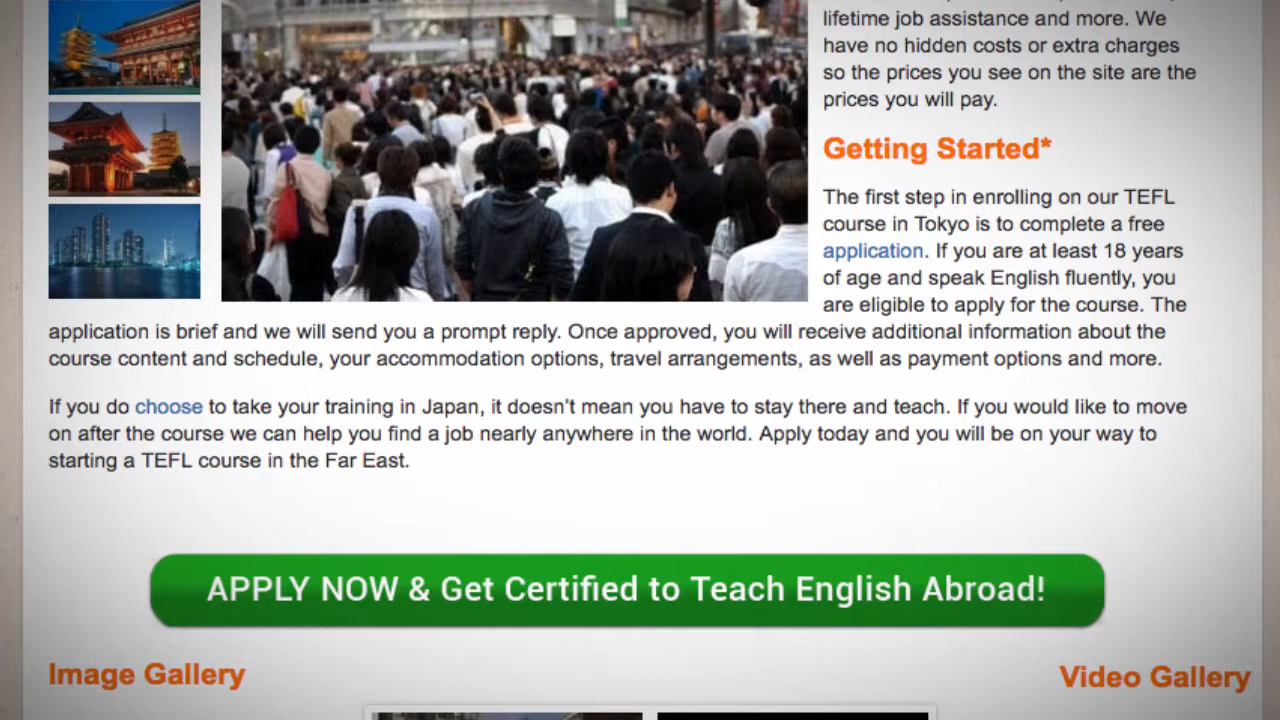 lifetime job assistance and more. We
have no hidden costs or extra charges
so the prices you see on the site are the
prices you will pay.
Getting Started*
The first step in enrolling on our TEFL
course in Tokyo is to complete a free
application. If you are at least 18 years
of age and speak English fluently, you
are eligible to apply for the course. The
application is brief and we will send you a prompt reply. Once approved, you will receive additional information about the
course content and schedule, your accommodation options, travel arrangements, as well as payment options and more.
If you do choose to take your training in Japan, it doesn't mean you have to stay there and teach. If you would like to move
on after the course we can help you find a job nearly anywhere in the world. Apply today and you will be on your way to
starting a TEFL course in the Far East.
APPLY NOW & Get Certified to Teach English Abroad!
Image Gallery
Video Gallery